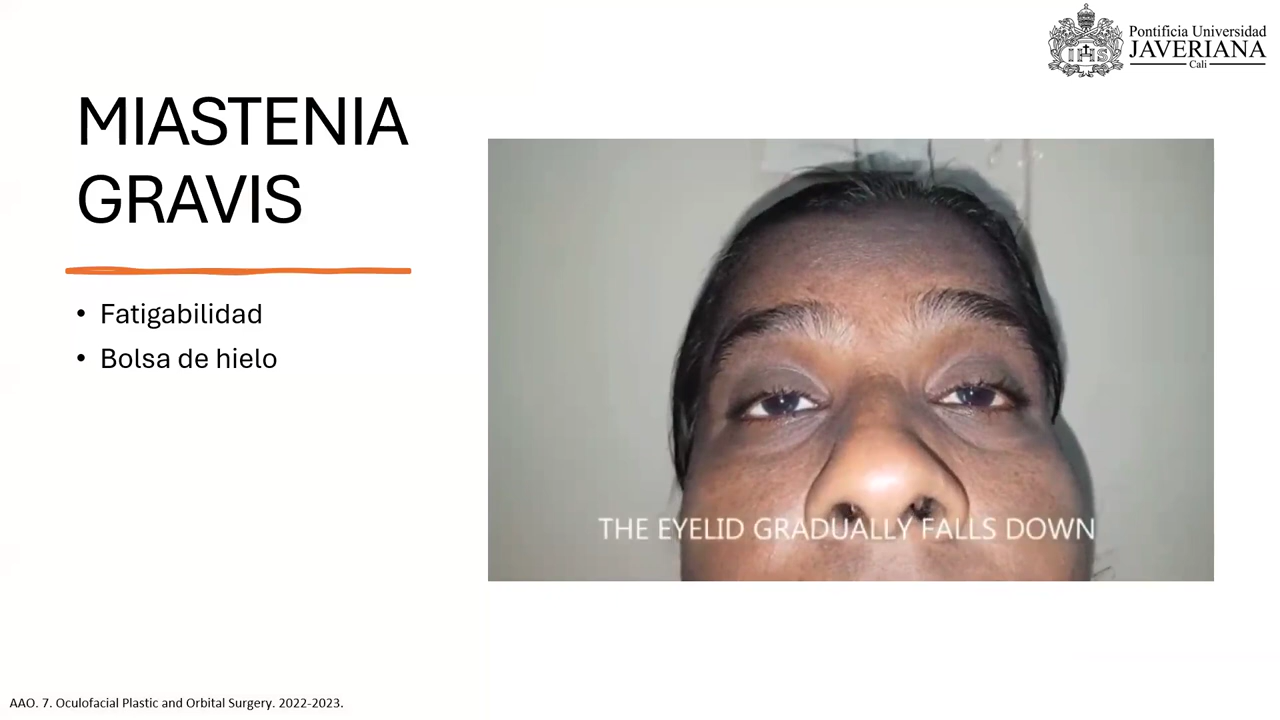 Pontificia Universidad
JAVERIANA
Cali
IHS
MIASTENIA
GRAVIS
• Fatigabilidad
• Bolsa de hielo
THE EYELID GRADUALLY FALLS DOWN
AAO. 7. Oculofacial Plastic and Orbital Surgery. 2022-2023.